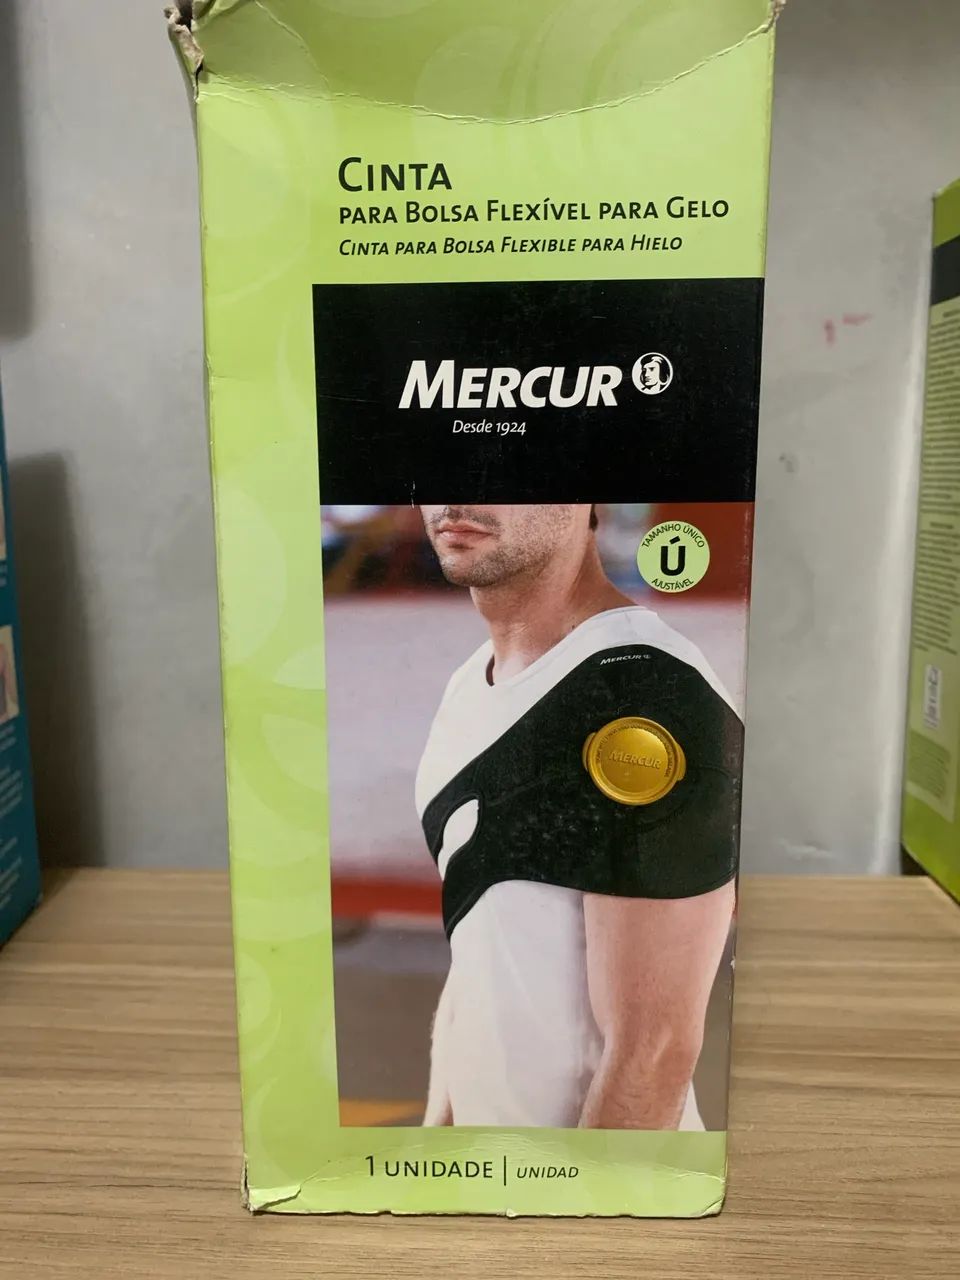 CINTA
PARA BOLSA FLEXÍVEL PARA GELO
CINTA PARA BOLSA FLEXIBLE PARA HIELO
MERCUR
Desde 1924
TAMANHO ÚNICO
Ú
AJUSTÁVEL
MERCUR
MERCUR
1 UNIDADE | UNIDAD